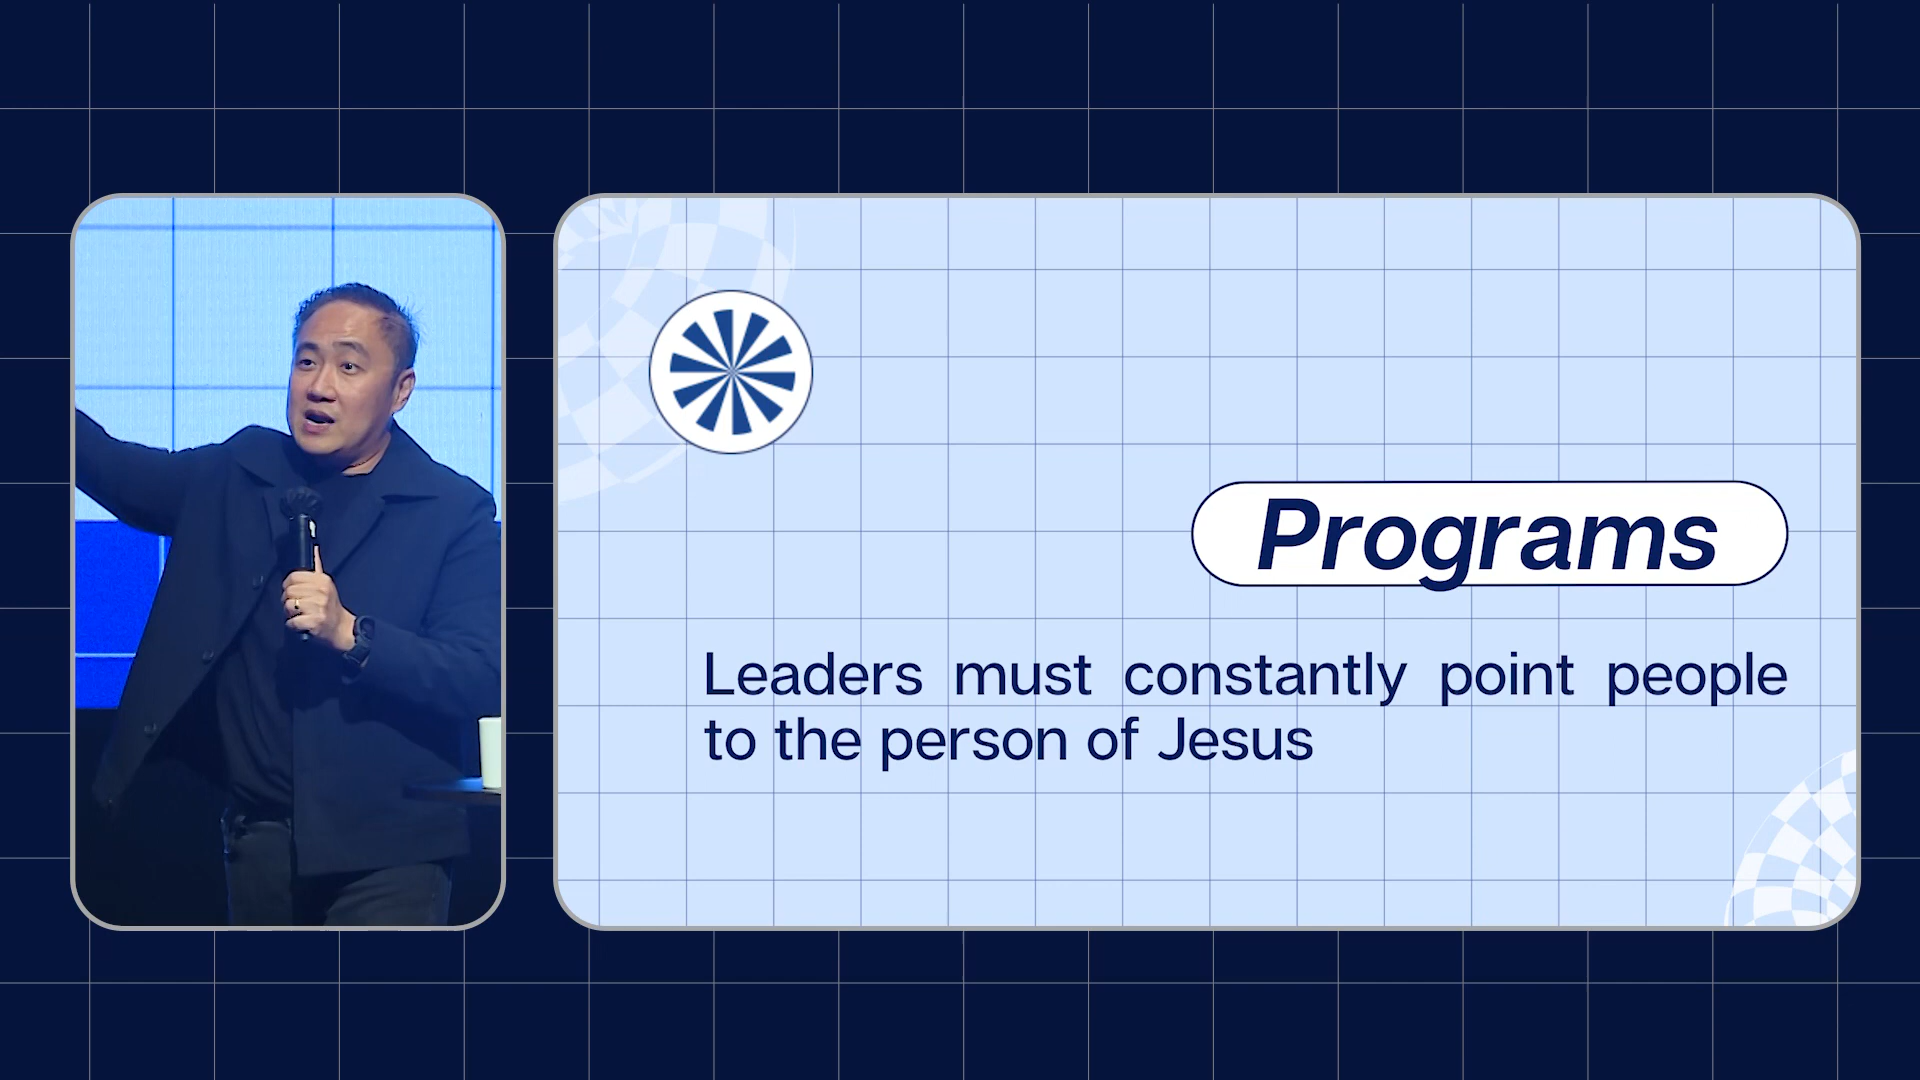 Programs
Leaders must constantly point people
to the person of Jesus